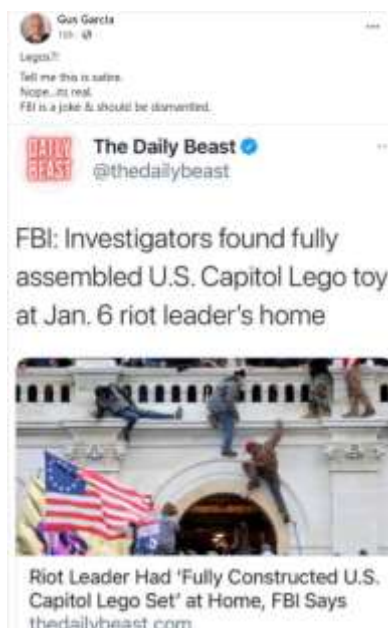 Gus Garcia
Legos?!
Tell me this is satire.
Nope...its real.
FBI is a joke & should be dismantled.
DAILY
BEAST
The Daily Beast
@thedailybeast
FBI: Investigators found fully
assembled U.S. Capitol Lego toy
at Jan. 6 riot leader's home
Riot Leader Had 'Fully Constructed U.S.
Capitol Lego Set' at Home, FBI Says
thedailybeast.com